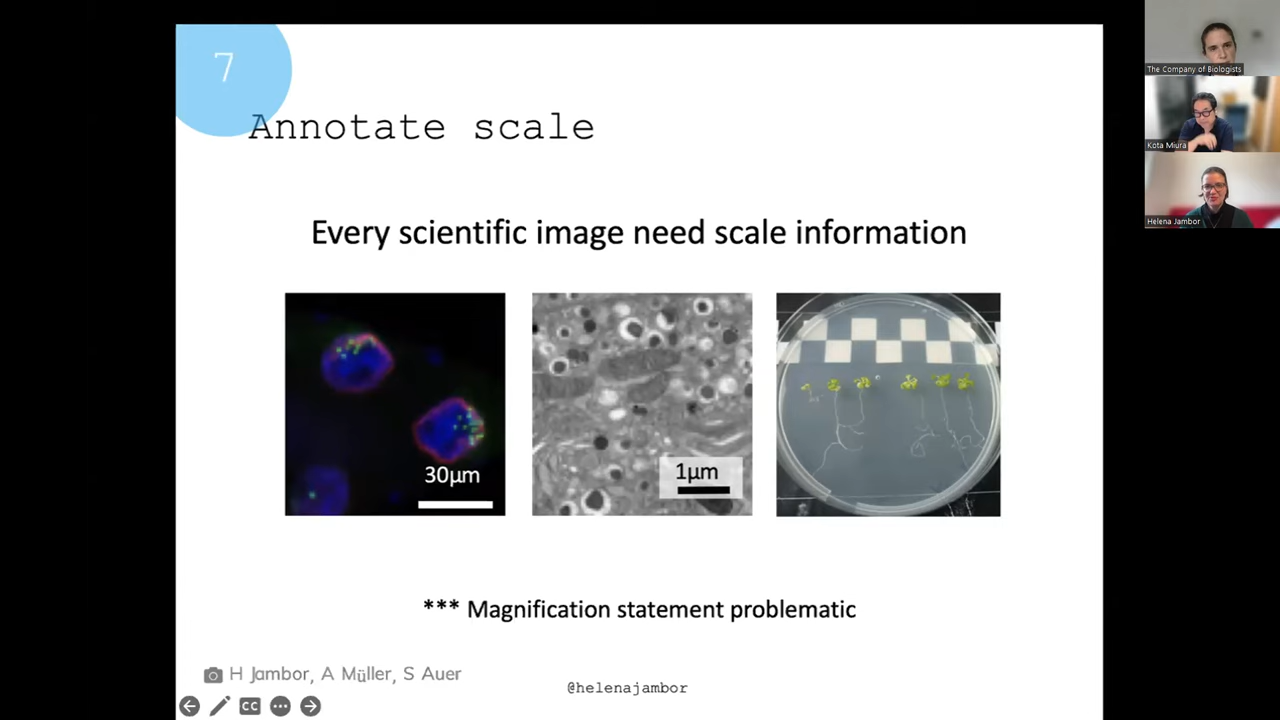 7
Annotate scale
Every scientific image need scale information
30µm
1µm
*** Magnification statement problematic
H Jambor, A Müller, S Auer
@helenajambor
CC
The Company of Biologists
Kota Miura
Helena Jambor